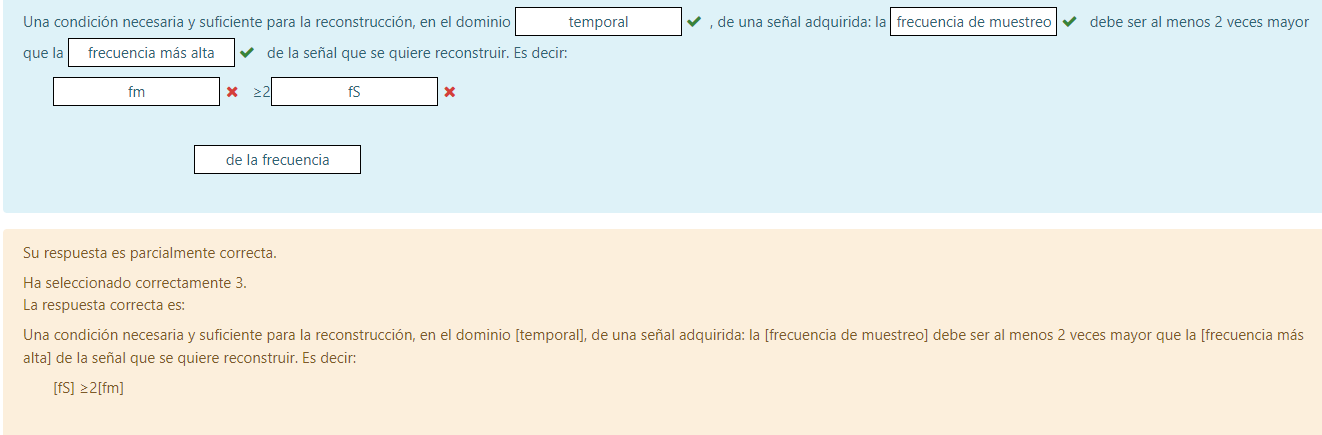 Una condición necesaria y suficiente para la reconstrucción, en el dominio temporal , de una señal adquirida: la frecuencia de muestreo debe ser al menos 2 veces mayor
que la frecuencia más alta de la señal que se quiere reconstruir. Es decir:
fm ≥2 fS
de la frecuencia
Su respuesta es parcialmente correcta.
Ha seleccionado correctamente 3.
La respuesta correcta es:
Una condición necesaria y suficiente para la reconstrucción, en el dominio [temporal], de una señal adquirida: la [frecuencia de muestreo] debe ser al menos 2 veces mayor que la [frecuencia más
alta] de la señal que se quiere reconstruir. Es decir:
[fS] ≥2[fm]